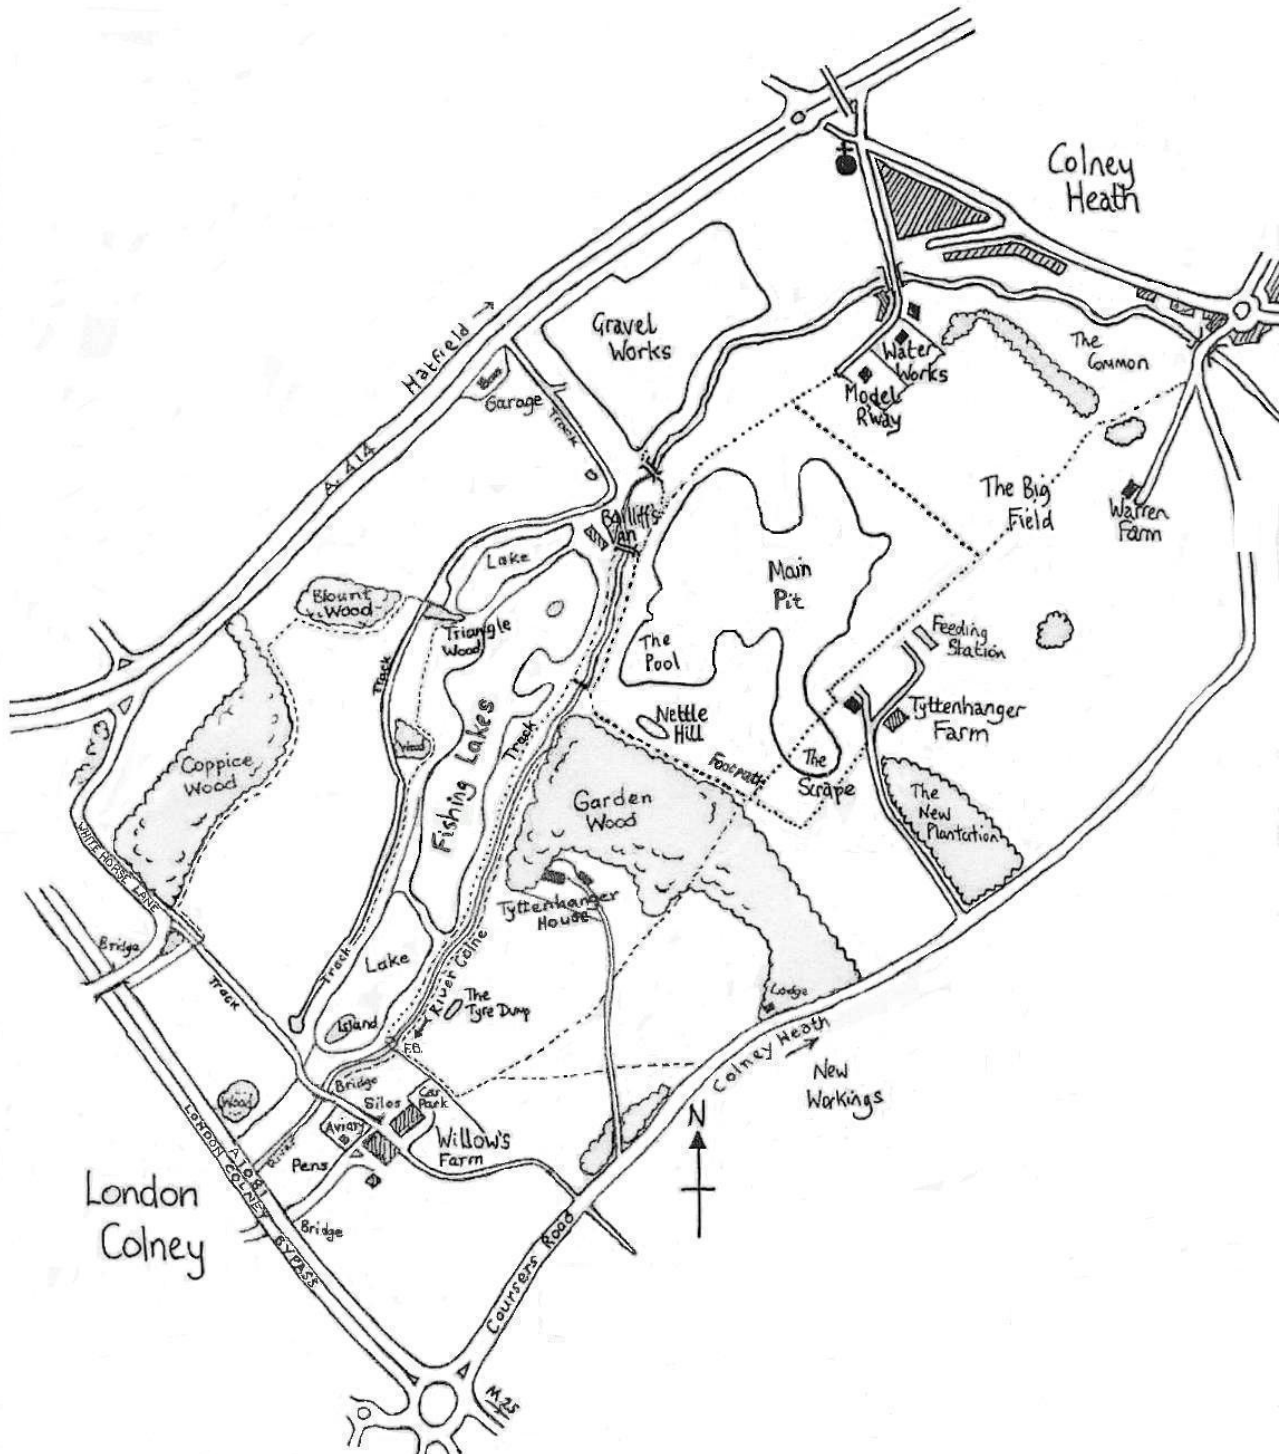 Colney
Heath
Hatfield →
A. 414
Gravel
Works
Garage
Track
Water
Works
Model
R'way
The
Common
The Big
Field
Warren
Farm
Bailiff's
Van
Lake
Blount
Wood
Triangle
Wood
Track
Wood
Main
Pit
The
Pool
Nettle
Hill
Feeding
Station
Tyttenhanger
Farm
Footpath
The
Scrape
The
New
Plantation
Coppice
Wood
Fishing Lakes
Track
Garden
Wood
Tyttenhanger
House
WHITE HORSE LANE
Bridge
Track
Track
Lake
Island
River Colne
The
Tyre Dump
F.B.
Lodge
Colney Heath →
New
Workings
Wood
Bridge
Silos
Car
Park
Aviary
Willow's
Farm
River
Pens
Bridge
N
London
Colney
A1081
LONDON COLNEY BYPASS
Coursers Road
M25